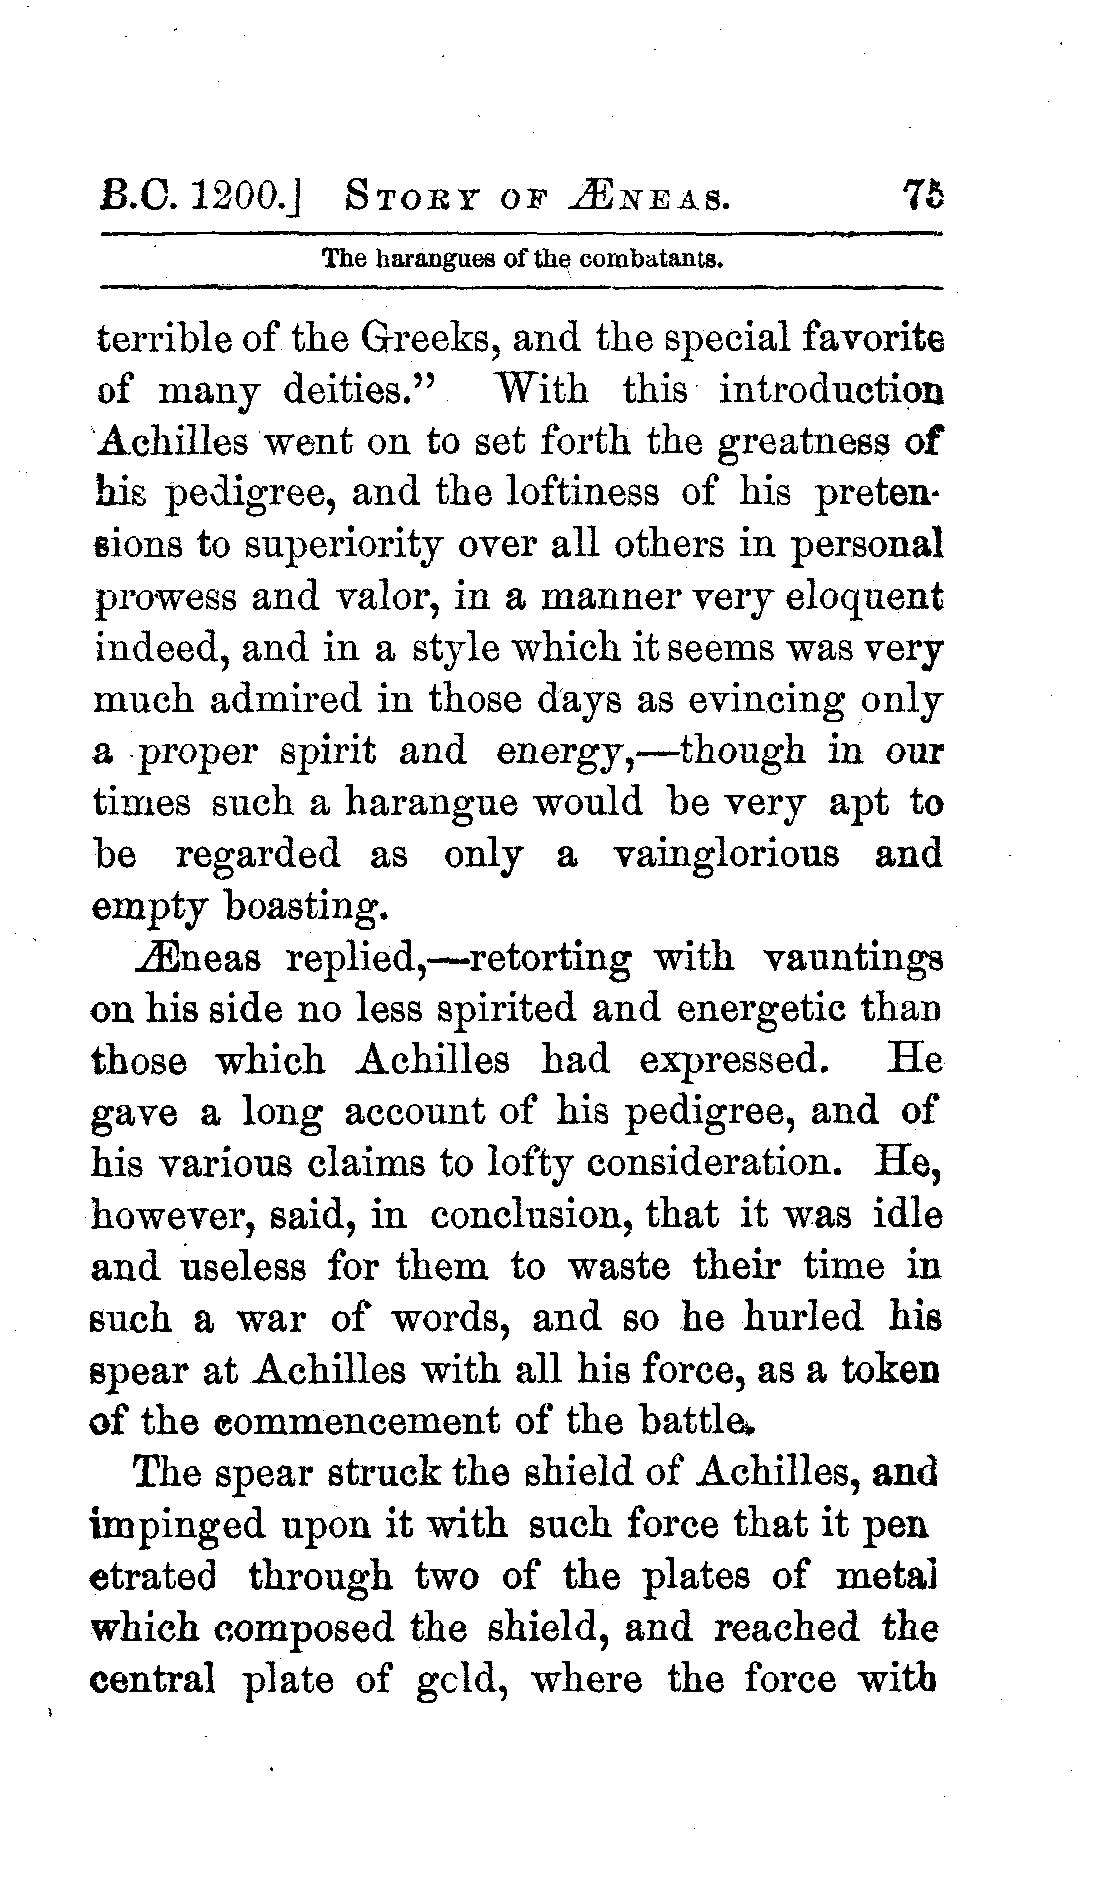 B.C. 1200.] STORY OF ÆNEAS. 75
The harangues of the combatants.
terrible of the Greeks, and the special favorite
of many deities.” With this introduction
Achilles went on to set forth the greatness of
his pedigree, and the loftiness of his preten-
sions to superiority over all others in personal
prowess and valor, in a manner very eloquent
indeed, and in a style which it seems was very
much admired in those days as evincing only
a proper spirit and energy,—though in our
times such a harangue would be very apt to
be regarded as only a vainglorious and
empty boasting.
Æneas replied,—retorting with vauntings
on his side no less spirited and energetic than
those which Achilles had expressed. He
gave a long account of his pedigree, and of
his various claims to lofty consideration. He,
however, said, in conclusion, that it was idle
and useless for them to waste their time in
such a war of words, and so he hurled his
spear at Achilles with all his force, as a token
of the commencement of the battle.
The spear struck the shield of Achilles, and
impinged upon it with such force that it pen
etrated through two of the plates of metal
which composed the shield, and reached the
central plate of gold, where the force with